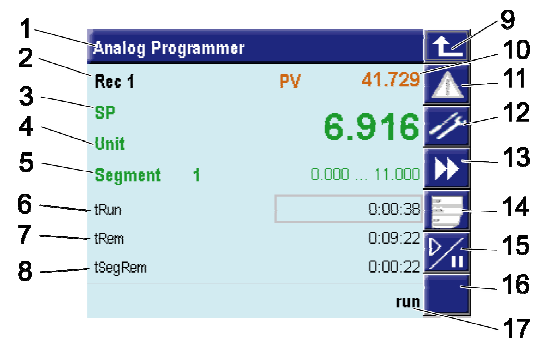 1
2
3
4
5
6
7
8
Analog Programmer
Rec 1 PV 41.729
SP
6.916
Unit
Segment 1 0.000 ... 11.000
tRun 0:00:38
tRem 0:09:22
tSegRem 0:00:22
run
9
10
11
12
13
14
15
16
17